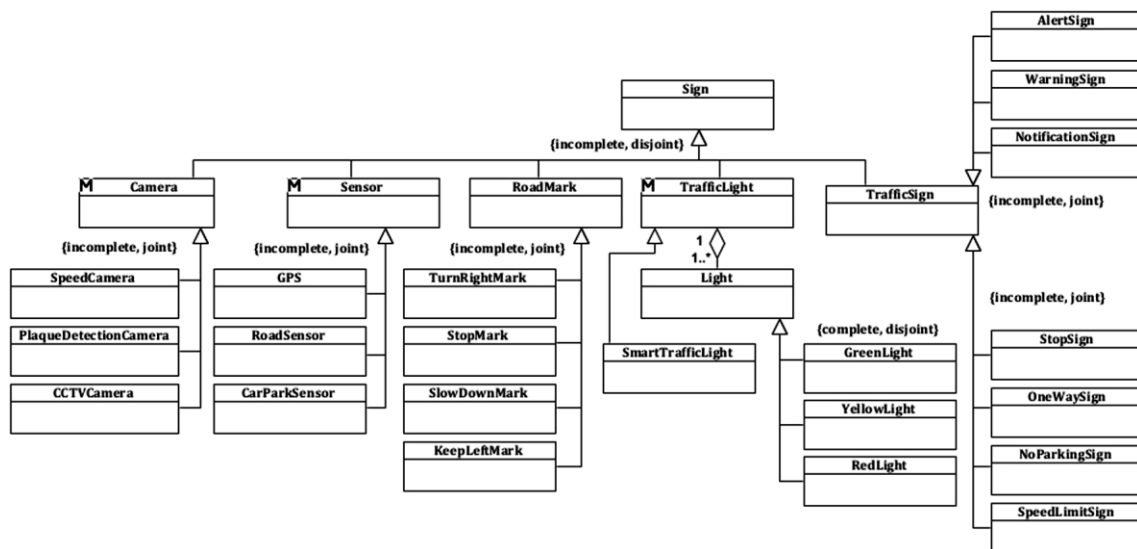 AlertSign
WarningSign
NotificationSign
Sign
{incomplete, disjoint}
M Camera
M Sensor
RoadMark
M TrafficLight
TrafficSign
{incomplete, joint}
{incomplete, joint}
{incomplete, joint}
{incomplete, joint}
1
1..*
SpeedCamera
GPS
TurnRightMark
Light
{incomplete, joint}
PlaqueDetectionCamera
RoadSensor
StopMark
{complete, disjoint}
SmartTrafficLight
GreenLight
StopSign
CCTVCamera
CarParkSensor
SlowDownMark
YellowLight
OneWaySign
KeepLeftMark
RedLight
NoParkingSign
SpeedLimitSign